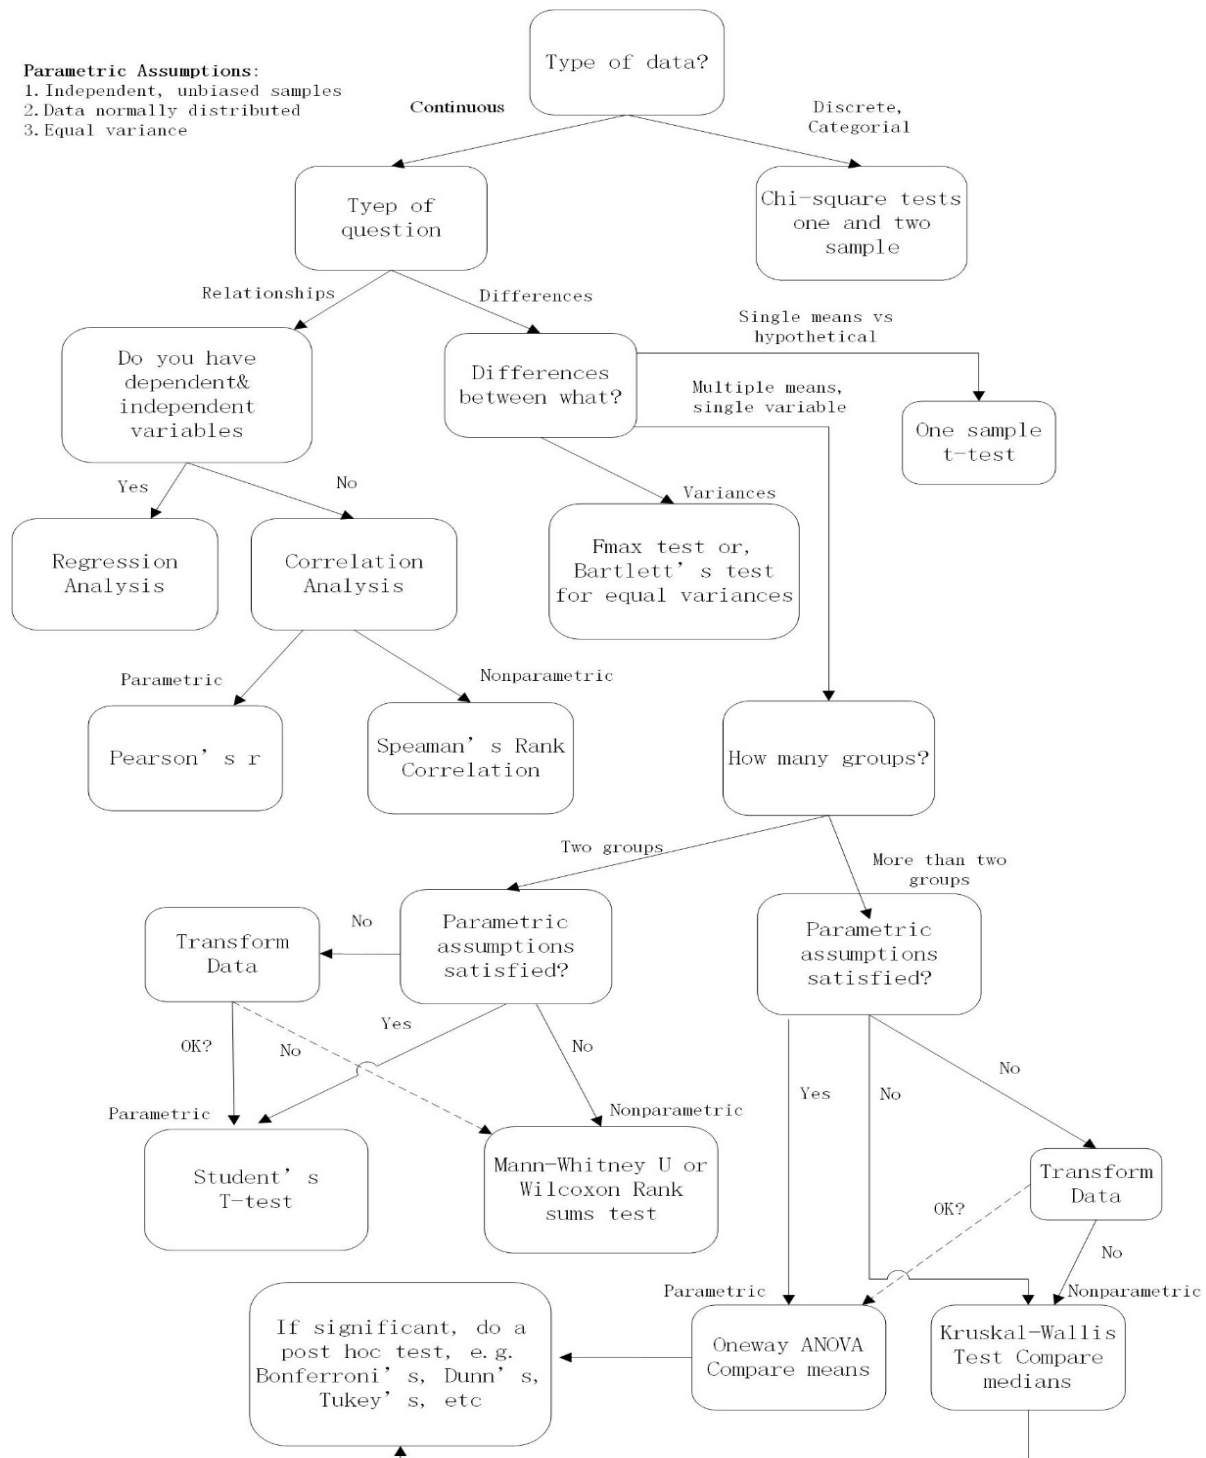 Type of data?
Parametric Assumptions:
1. Independent, unbiased samples
2. Data normally distributed
3. Equal variance
Continuous
Discrete,
Categorial
Tyep of
question
Chi-square tests
one and two
sample
Relationships
Differences
Single means vs
hypothetical
Do you have
dependent&
independent
variables
Differences
between what?
Multiple means,
single variable
One sample
t-test
Yes
No
Variances
Regression
Analysis
Correlation
Analysis
Fmax test or,
Bartlett's test
for equal variances
Parametric
Nonparametric
Pearson's r
Speaman's Rank
Correlation
How many groups?
Two groups
More than two
groups
No
Transform
Data
Parametric
assumptions
satisfied?
Parametric
assumptions
satisfied?
OK?
No
Yes
No
Yes
No
No
Parametric
Nonparametric
Student's
T-test
Mann-Whitney U or
Wilcoxon Rank
sums test
Transform
Data
OK?
No
Parametric
Nonparametric
If significant, do a
post hoc test, e.g.
Bonferroni's, Dunn's,
Tukey's, etc
Oneway ANOVA
Compare means
Kruskal-Wallis
Test Compare
medians